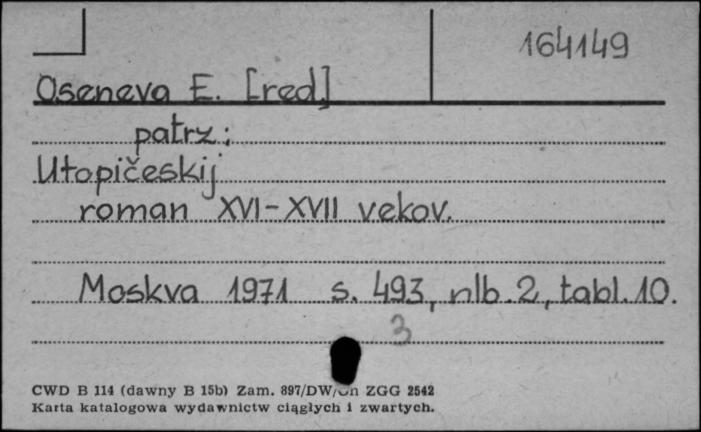 164149
Oseneva E. [red.]
patrz:
Utopičeskij
roman XVI-XVII vekov.
Moskva 1971 s. 493, nlb. 2, tabl. 10.
3
CWD B 114 (dawny B 15b) Zam. 897/DW/Ch ZGG 2542
Karta katalogowa wydawnictw ciągłych i zwartych.